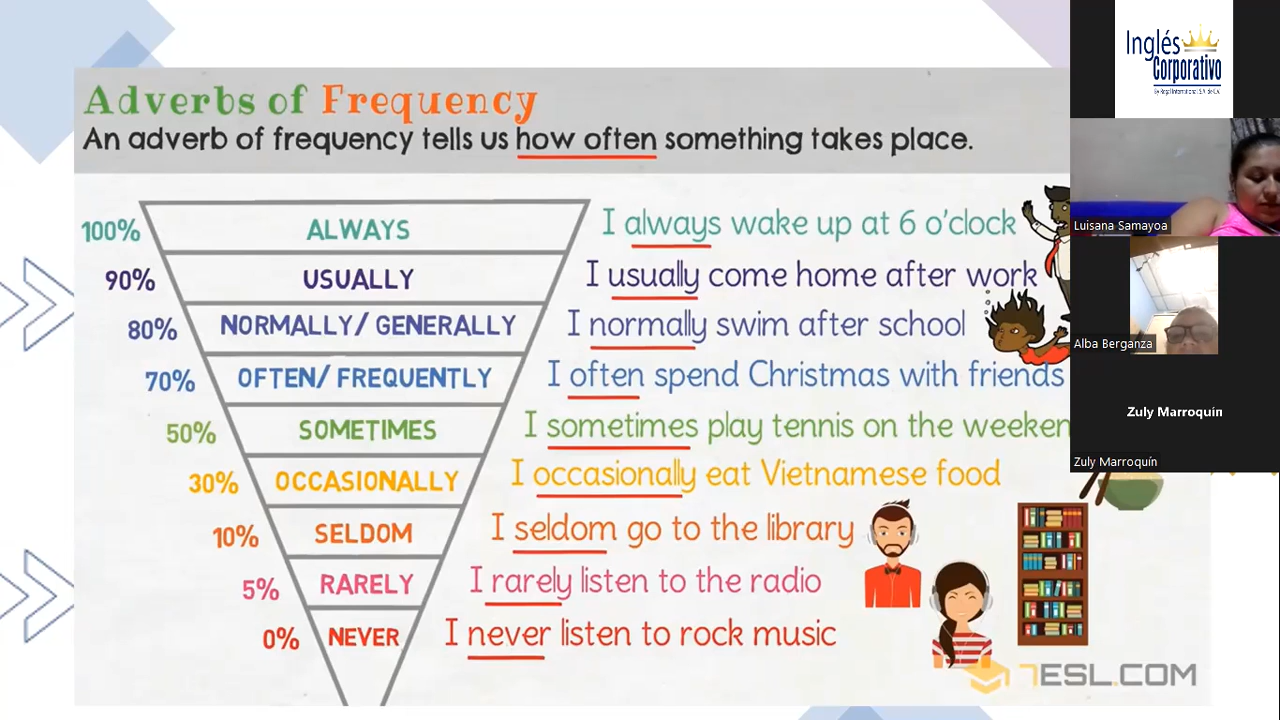 Adverbs of Frequency
An adverb of frequency tells us how often something takes place.
100% ALWAYS I always wake up at 6 o'clock
90% USUALLY I usually come home after work
80% NORMALLY/ GENERALLY I normally swim after school
70% OFTEN/ FREQUENTLY I often spend Christmas with friends
50% SOMETIMES I sometimes play tennis on the weeken
30% OCCASIONALLY I occasionally eat Vietnamese food
10% SELDOM I seldom go to the library
5% RARELY I rarely listen to the radio
0% NEVER I never listen to rock music
7ESL.COM
Inglés
Corporativo
By Regal International S.A. de C.V.
Luisana Samayoa
Alba Berganza
Zuly Marroquín
Zuly Marroquín